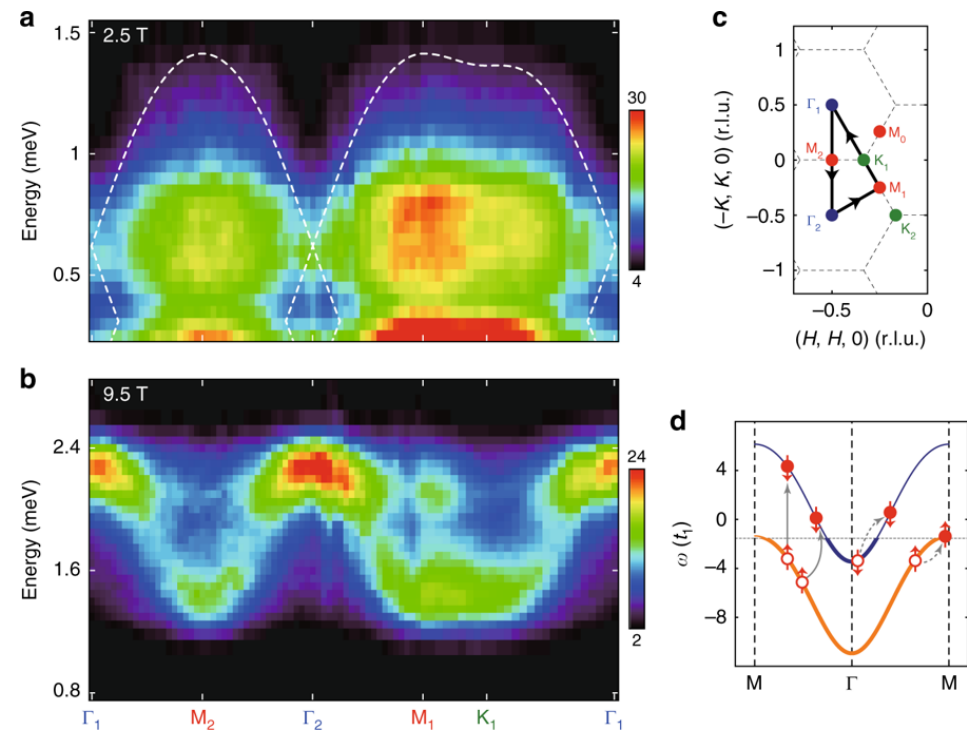 a
2.5 T
1.5
1
0.5
Energy (meV)
30
4
b
9.5 T
2.4
1.6
0.8
Energy (meV)
24
2
Γ1 M2 Γ2 M1 K1 Γ1
c
1
0.5
0
−0.5
−1
(−K, K, 0) (r.l.u.)
Γ1
M0
M2
K1
M1
Γ2
K2
−0.5 0
(H, H, 0) (r.l.u.)
d
4
0
−4
−8
ω (t1)
M Γ M